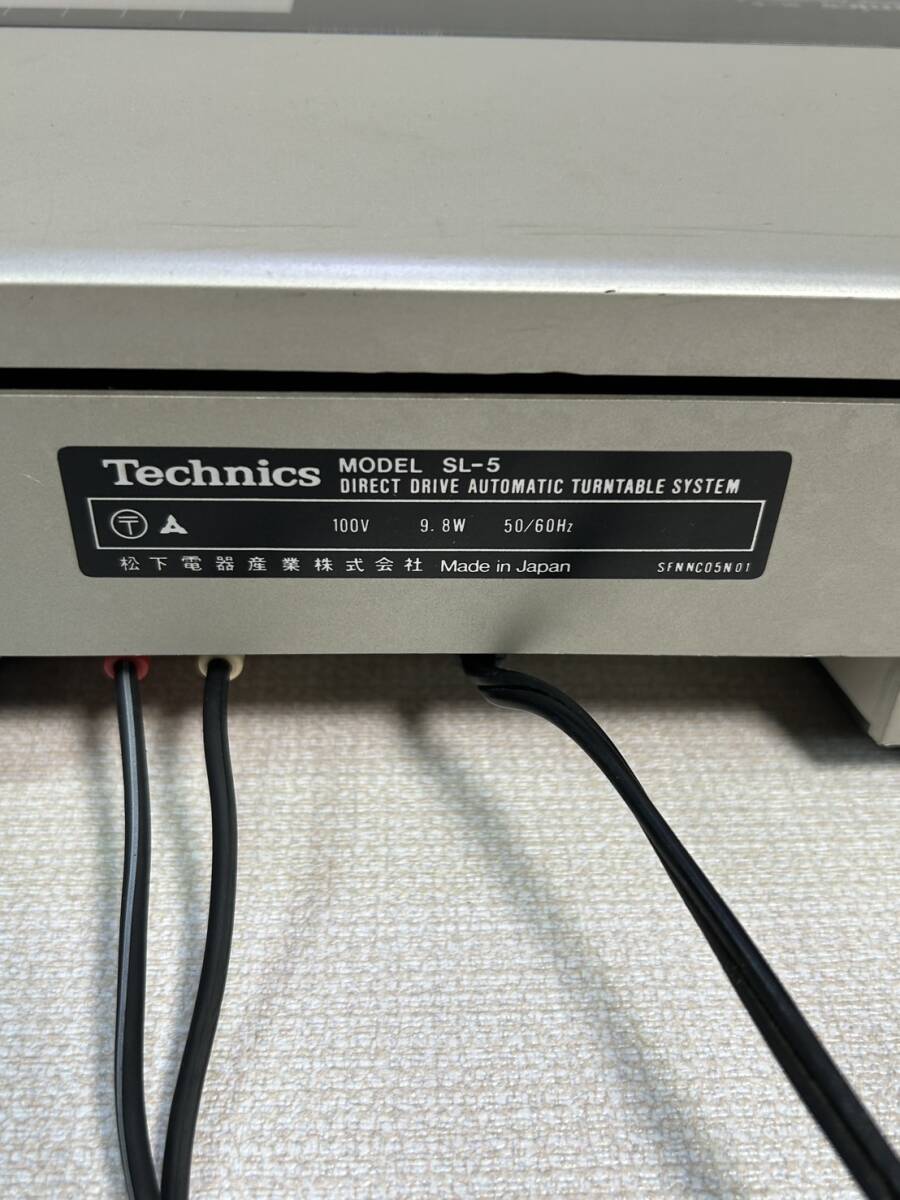 Technics MODEL SL-5
DIRECT DRIVE AUTOMATIC TURNTABLE SYSTEM
〒 100V 9.8W 50/60Hz
松下電器産業株式会社 Made in Japan SFNNC05N01